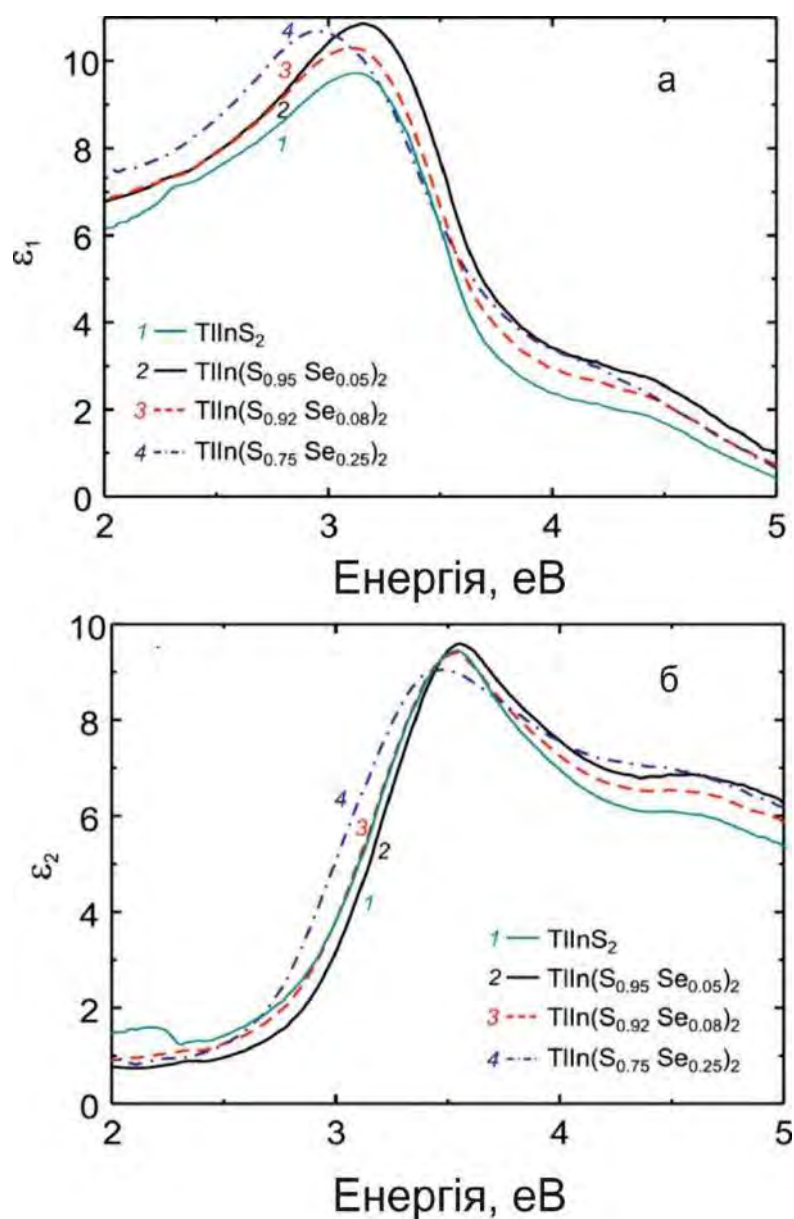 10
8
6
4
2
0
ε₁
а
4
3
2
1
1 TlInS₂
2 TlIn(S₀.₉₅ Se₀.₀₅)₂
3 TlIn(S₀.₉₂ Se₀.₀₈)₂
4 TlIn(S₀.₇₅ Se₀.₂₅)₂
2 3 4 5
Енергія, еВ
10
8
6
4
2
0
ε₂
б
4
3
2
1
1 TlInS₂
2 TlIn(S₀.₉₅ Se₀.₀₅)₂
3 TlIn(S₀.₉₂ Se₀.₀₈)₂
4 TlIn(S₀.₇₅ Se₀.₂₅)₂
2 3 4 5
Енергія, еВ